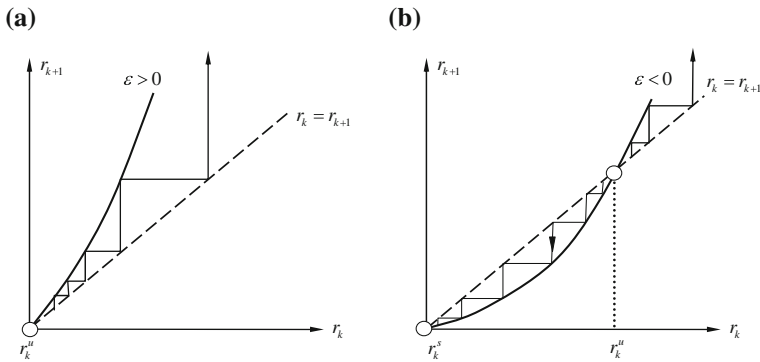 (a)
(b)
r_{k+1}
ε > 0
r_k = r_{k+1}
r_k^u
r_k
r_{k+1}
ε < 0
r_k = r_{k+1}
r_k^s
r_k^u
r_k